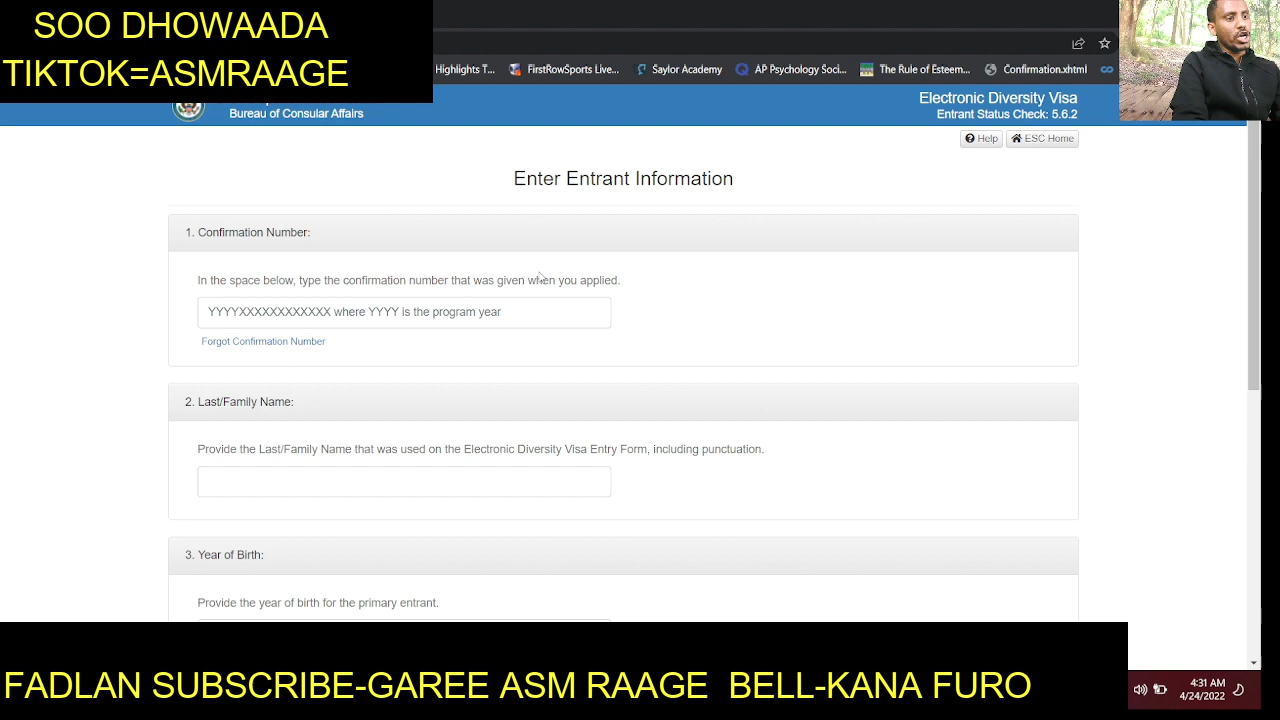 SOO DHOWAADA
TIKTOK=ASMRAAGE
Highlights T... FirstRowSports Live... Saylor Academy AP Psychology Soci... The Rule of Esteem... Confirmation.xhtml
Bureau of Consular Affairs
Electronic Diversity Visa
Entrant Status Check: 5.6.2
Help ESC Home
Enter Entrant Information
1. Confirmation Number:
In the space below, type the confirmation number that was given when you applied.
YYYYXXXXXXXXXXXX where YYYY is the program year
Forgot Confirmation Number
2. Last/Family Name:
Provide the Last/Family Name that was used on the Electronic Diversity Visa Entry Form, including punctuation.
3. Year of Birth:
Provide the year of birth for the primary entrant.
FADLAN SUBSCRIBE-GAREE ASM RAAGE BELL-KANA FURO
4:31 AM
4/24/2022